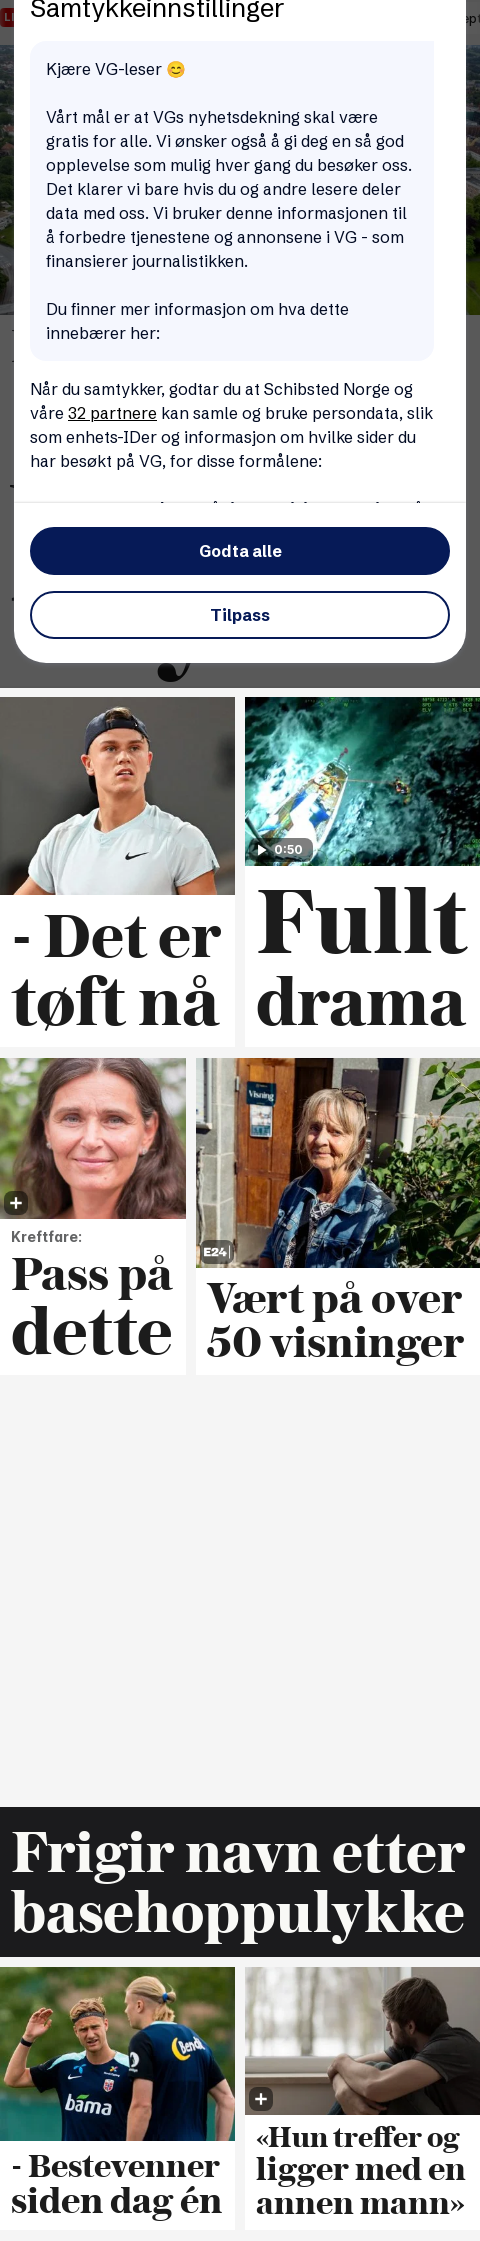 Samtykkeinnstillinger
Kjære VG-leser 😊
Vårt mål er at VGs nyhetsdekning skal være
gratis for alle. Vi ønsker også å gi deg en så god
opplevelse som mulig hver gang du besøker oss.
Det klarer vi bare hvis du og andre lesere deler
data med oss. Vi bruker denne informasjonen til
å forbedre tjenestene og annonsene i VG - som
finansierer journalistikken.
Du finner mer informasjon om hva dette
innebærer her:
Når du samtykker, godtar du at Schibsted Norge og
våre 32 partnere kan samle og bruke persondata, slik
som enhets-IDer og informasjon om hvilke sider du
har besøkt på VG, for disse formålene:
Godta alle
Tilpass
0:50
- Det er
tøft nå
Fullt
drama
Visning
E24
Kreftfare:
Pass på
dette
Vært på over
50 visninger
Frigir navn etter
basehoppulykke
bama
- Bestevenner
siden dag én
«Hun treffer og
ligger med en
annen mann»